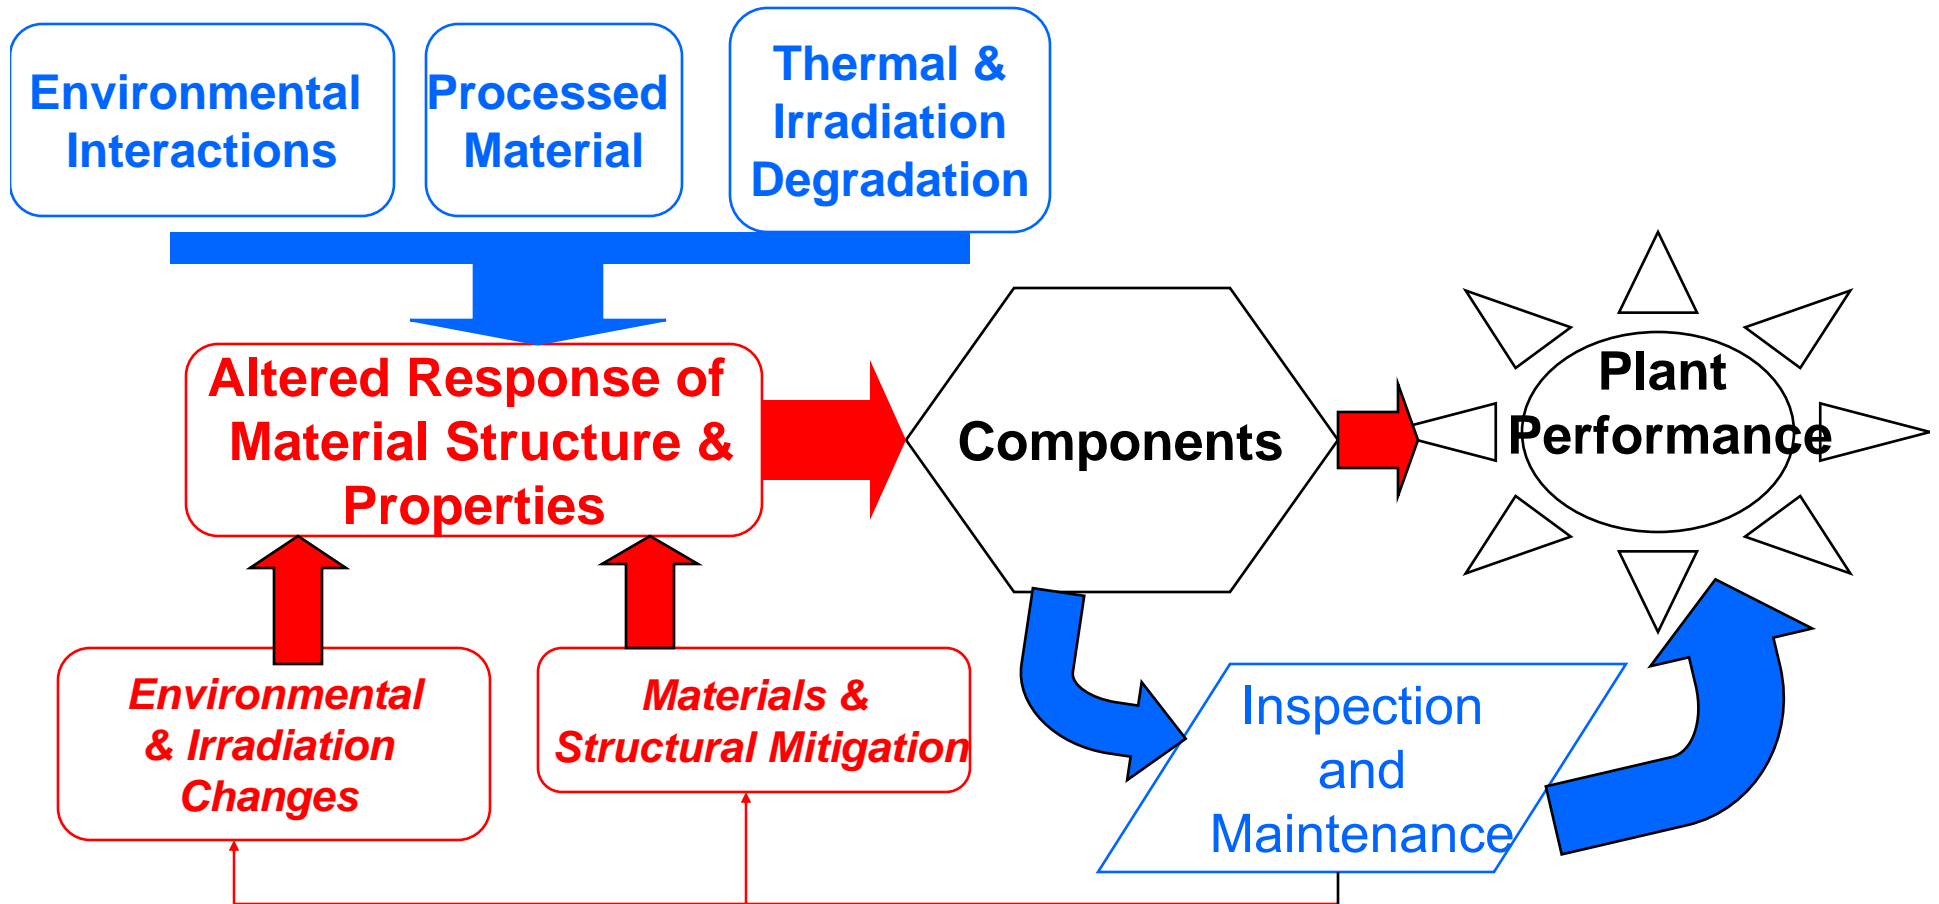 Environmental
Interactions
Processed
Material
Thermal &
Irradiation
Degradation
Altered Response of
Material Structure &
Properties
Components
Plant
Performance
Environmental
& Irradiation
Changes
Materials &
Structural Mitigation
Inspection
and
Maintenance